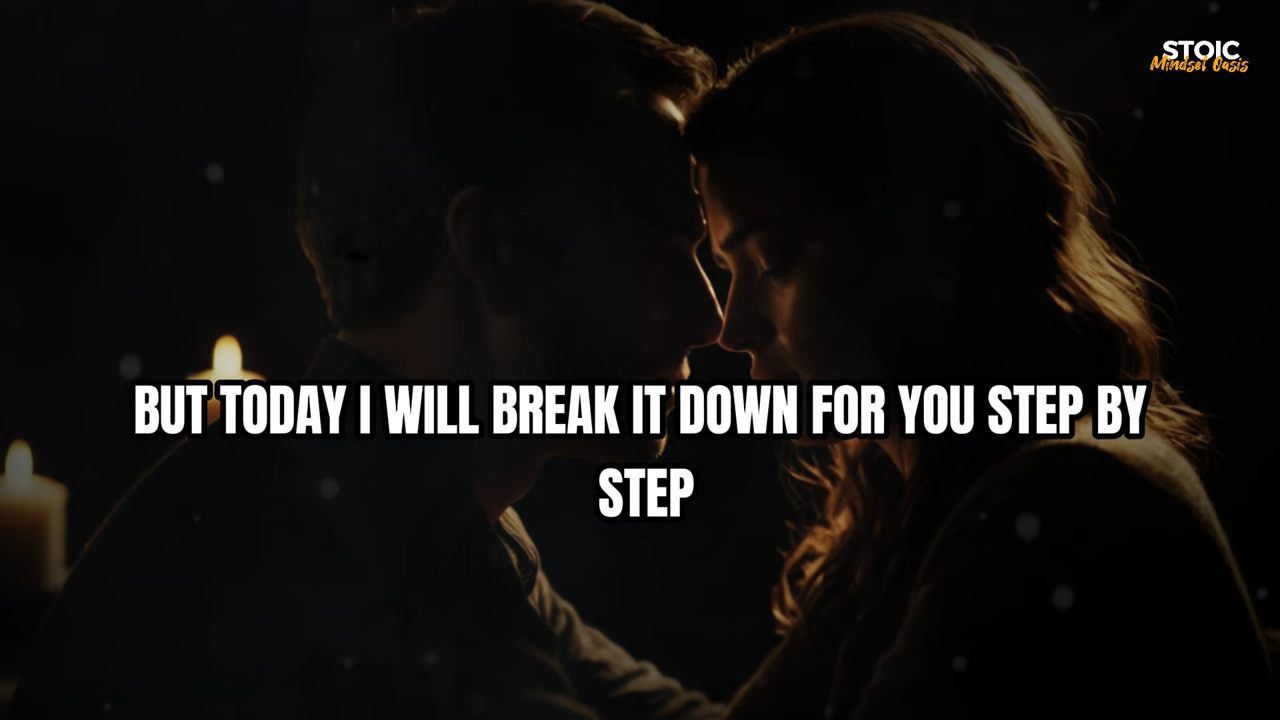 STOIC
Mindset Oasis
BUT TODAY I WILL BREAK IT DOWN FOR YOU STEP BY
STEP